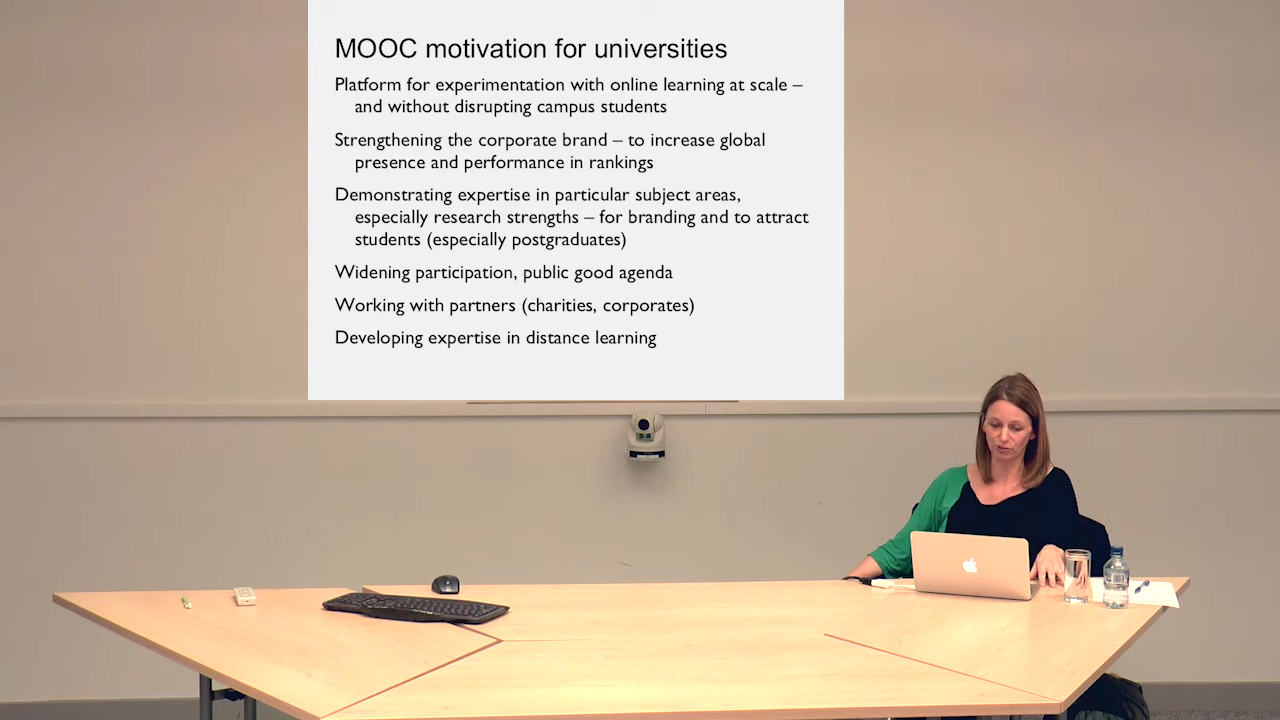 MOOC motivation for universities
Platform for experimentation with online learning at scale –
and without disrupting campus students
Strengthening the corporate brand – to increase global
presence and performance in rankings
Demonstrating expertise in particular subject areas,
especially research strengths – for branding and to attract
students (especially postgraduates)
Widening participation, public good agenda
Working with partners (charities, corporates)
Developing expertise in distance learning